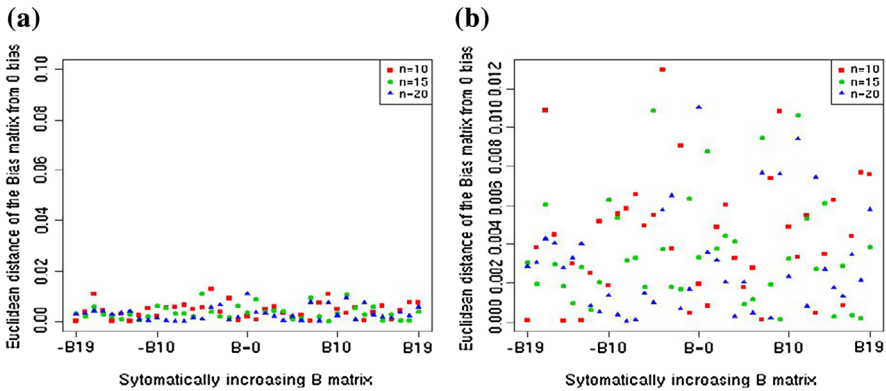 (a)
Euclidean distance of the Bias matrix from 0 bias
0.00 0.02 0.04 0.06 0.08 0.10
n=10
n=15
n-20
-B19 -B10 B-0 B10 B19
Sytomatically incroasing B matrix
(b)
Euclidean distance of the Bias matrix from 0 bias
0.000 0.002 0.004 0.006 0.008 0.010 0.012
n=10
n=15
n-20
-B19 -B10 B-0 B10 B19
Sytomatically incroasing B matrix